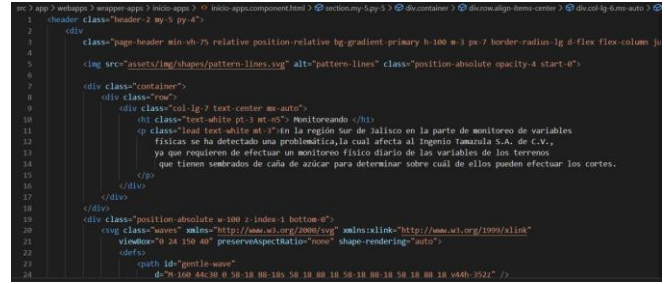 src > app > webapps > wrapper-apps > inicio-apps > inicio-apps.component.html > section.my-5.py-5 > div.container > div.row.align-items-center > div.col-lg-6.ms-auto >
1 <header class="header-2 my-5 py-4">
2 <div
3 class="page-header min-vh-75 relative position-relative bg-gradient-primary h-100 m-3 px-7 border-radius-lg d-flex flex-column ju
4
5 <img src="assets/img/shapes/pattern-lines.svg" alt="pattern-lines" class="position-absolute opacity-4 start-0">
6
7 <div class="container">
8 <div class="row">
9 <div class="col-lg-7 text-center mx-auto">
10 <h1 class="text-white pt-3 mt-n5"> Monitoreando </h1>
11 <p class="lead text-white mt-3">En la región Sur de Jalisco en la parte de monitoreo de variables
12 físicas se ha detectado una problemática,la cual afecta al Ingenio Tamazula S.A. de C.V.,
13 ya que requieren de efectuar un monitoreo físico diario de las variables de los terrenos
14 que tienen sembrados de caña de azúcar para determinar sobre cuál de ellos pueden efectuar los cortes.
15 </p>
16 </div>
17 </div>
18 </div>
19 <div class="position-absolute w-100 z-index-1 bottom-0">
20 <svg class="waves" xmlns="http://www.w3.org/2000/svg" xmlns:xlink="http://www.w3.org/1999/xlink"
21 viewBox="0 24 150 40" preserveAspectRatio="none" shape-rendering="auto">
22 <defs>
23 <path id="gentle-wave"
24 d="M-160 44c30 0 58-18 88-18s 58 18 88 18 58-18 88-18 58 18 88 18 v44h-352z" />